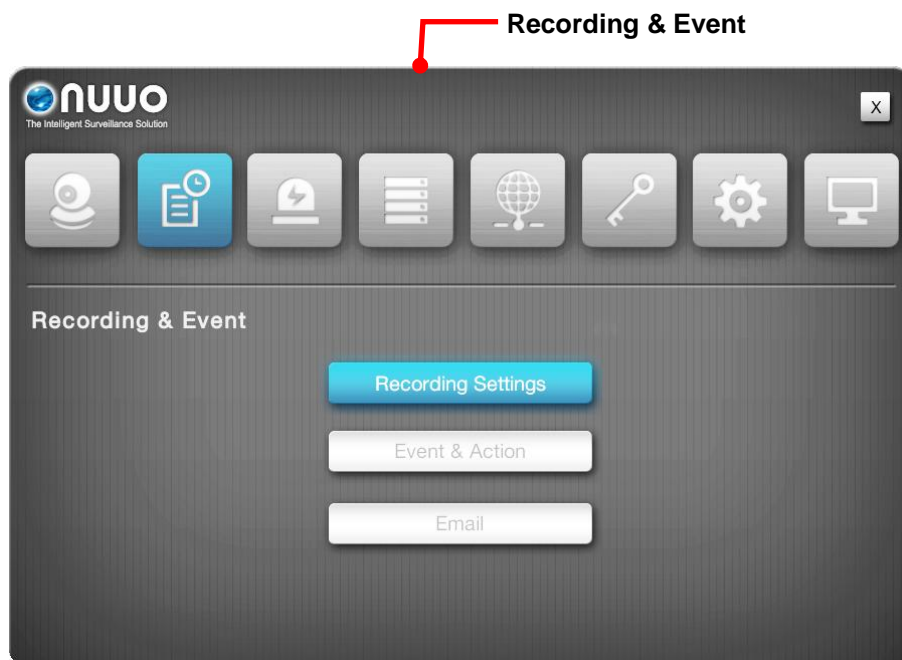 Recording & Event
nuuo
The Intelligent Surveillance Solution
X
Recording & Event
Recording Settings
Event & Action
Email